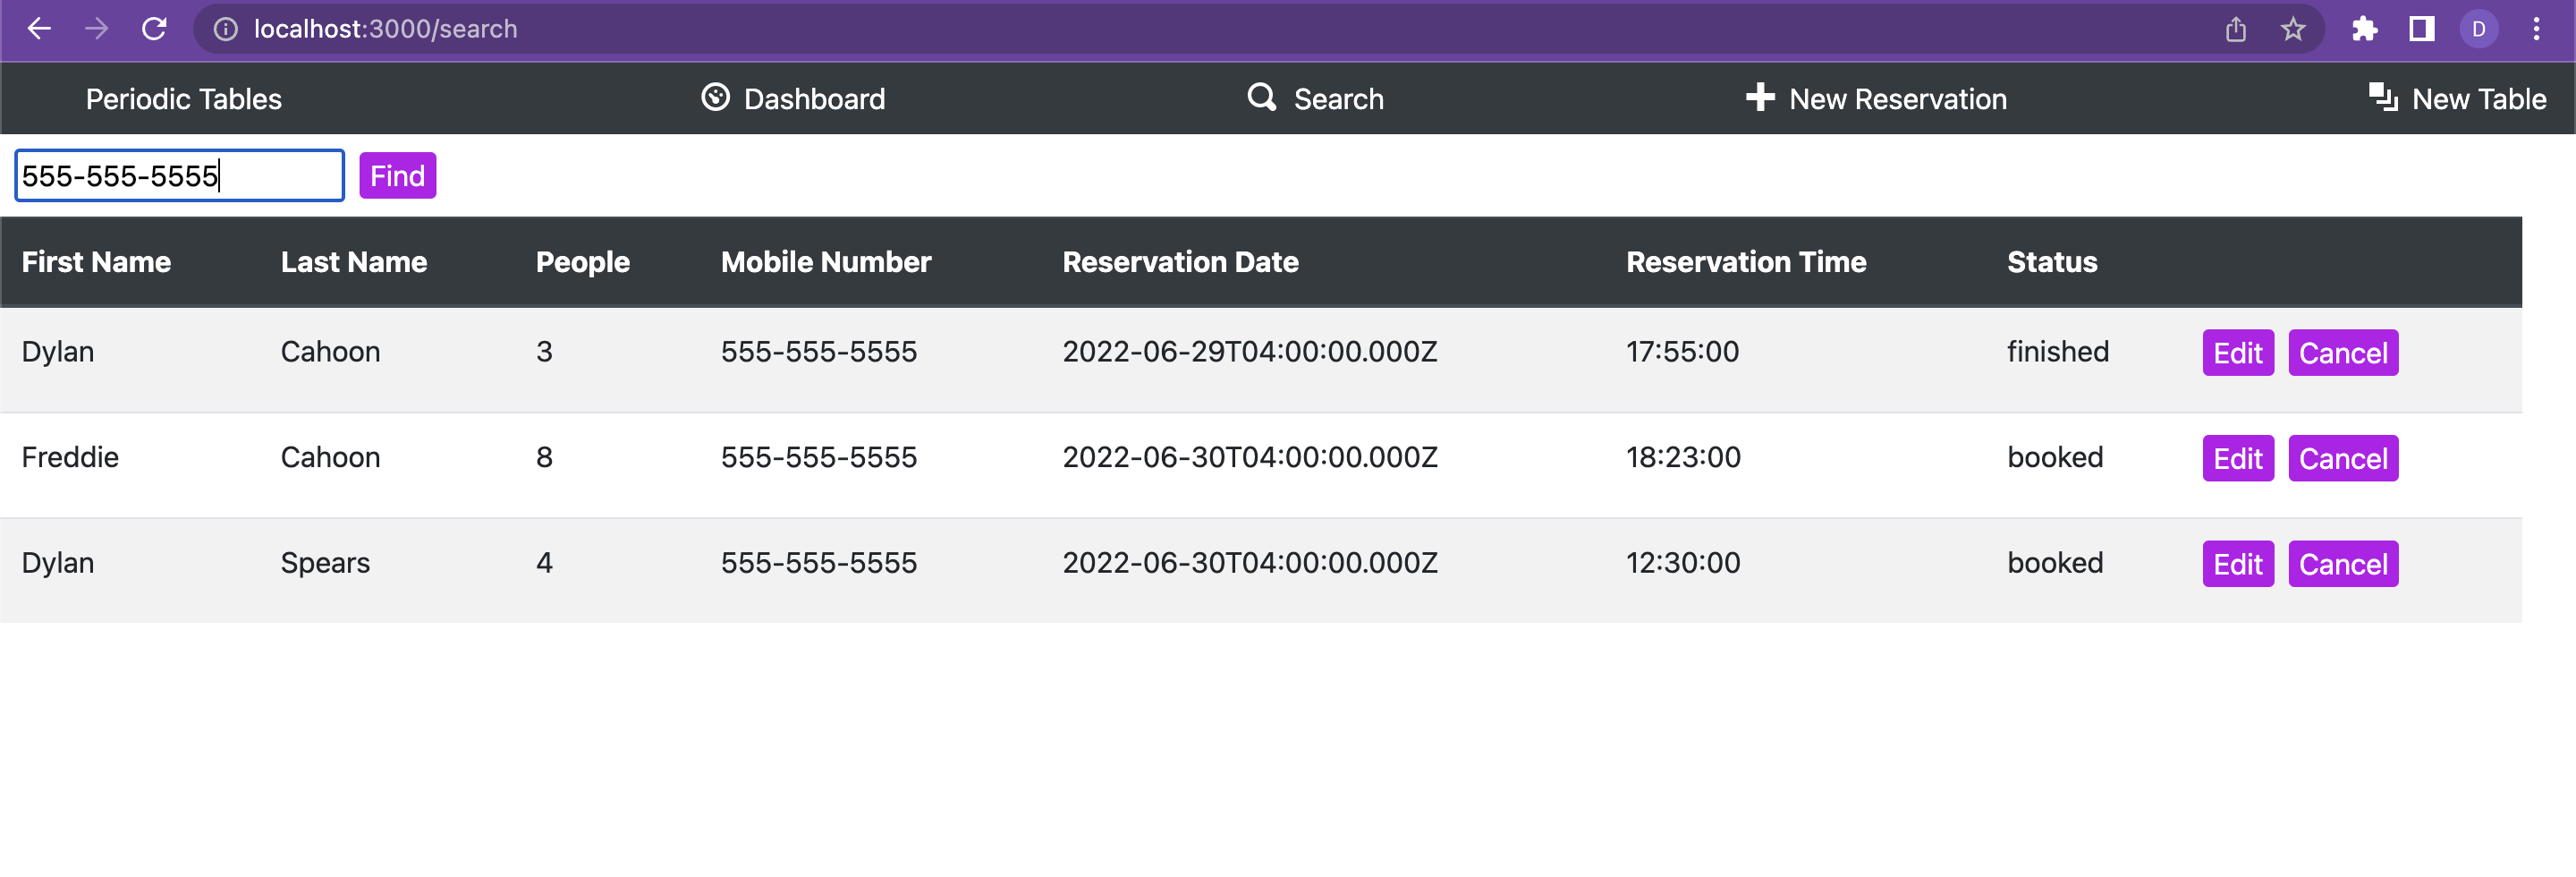 localhost:3000/search
D
Periodic Tables Dashboard Search New Reservation New Table
555-555-5555 Find
First Name Last Name People Mobile Number Reservation Date Reservation Time Status
Dylan Cahoon 3 555-555-5555 2022-06-29T04:00:00.000Z 17:55:00 finished Edit Cancel
Freddie Cahoon 8 555-555-5555 2022-06-30T04:00:00.000Z 18:23:00 booked Edit Cancel
Dylan Spears 4 555-555-5555 2022-06-30T04:00:00.000Z 12:30:00 booked Edit Cancel